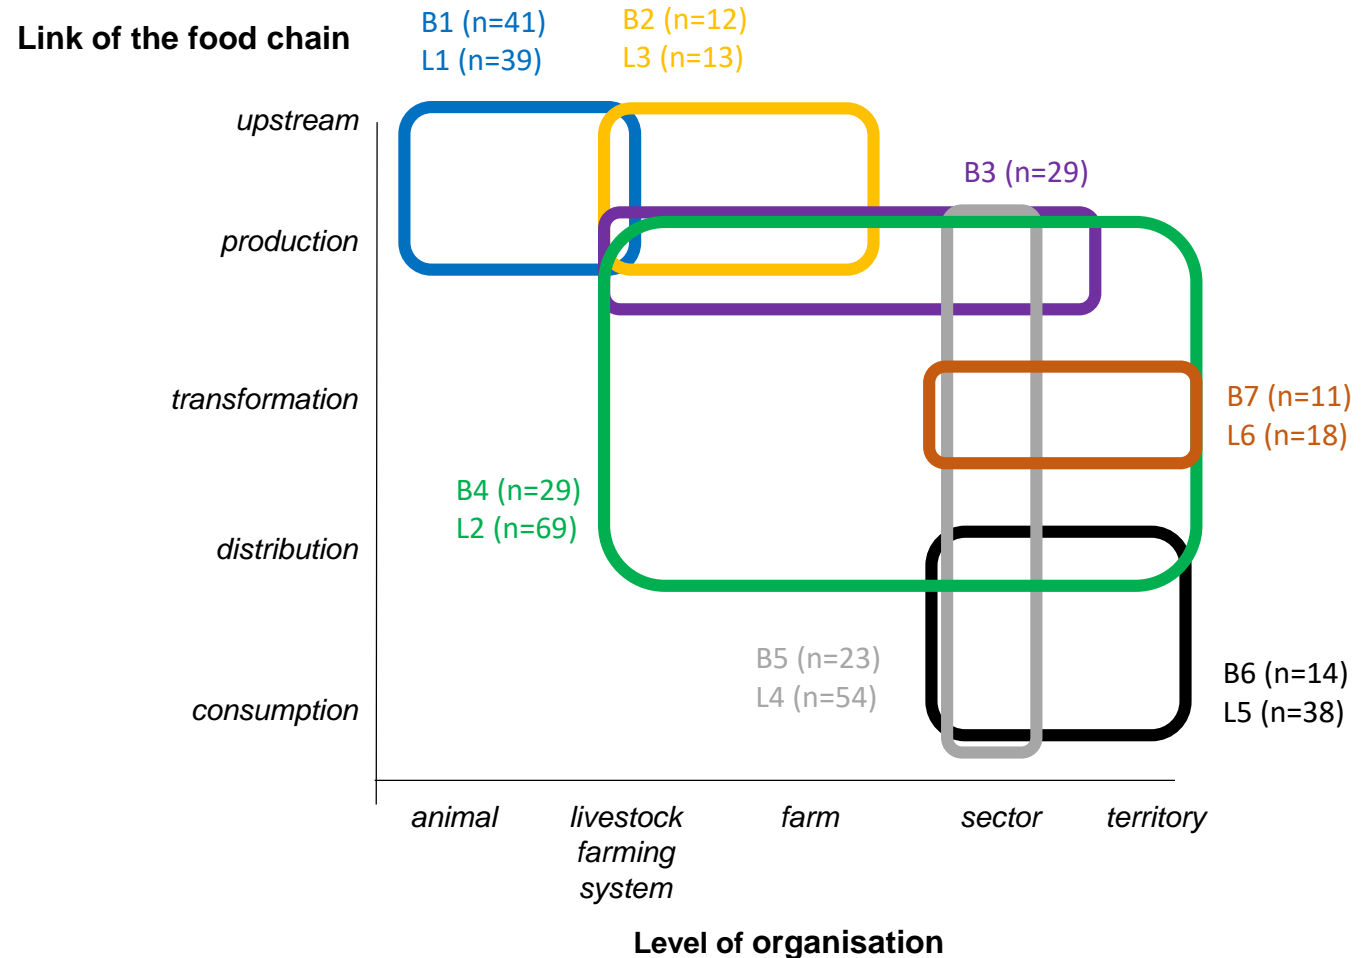 Link of the food chain
B1 (n=41)
L1 (n=39)
B2 (n=12)
L3 (n=13)
upstream
B3 (n=29)
production
transformation
B7 (n=11)
L6 (n=18)
B4 (n=29)
L2 (n=69)
distribution
B5 (n=23)
L4 (n=54)
B6 (n=14)
L5 (n=38)
consumption
animal
livestock
farming
system
farm
sector
territory
Level of organisation